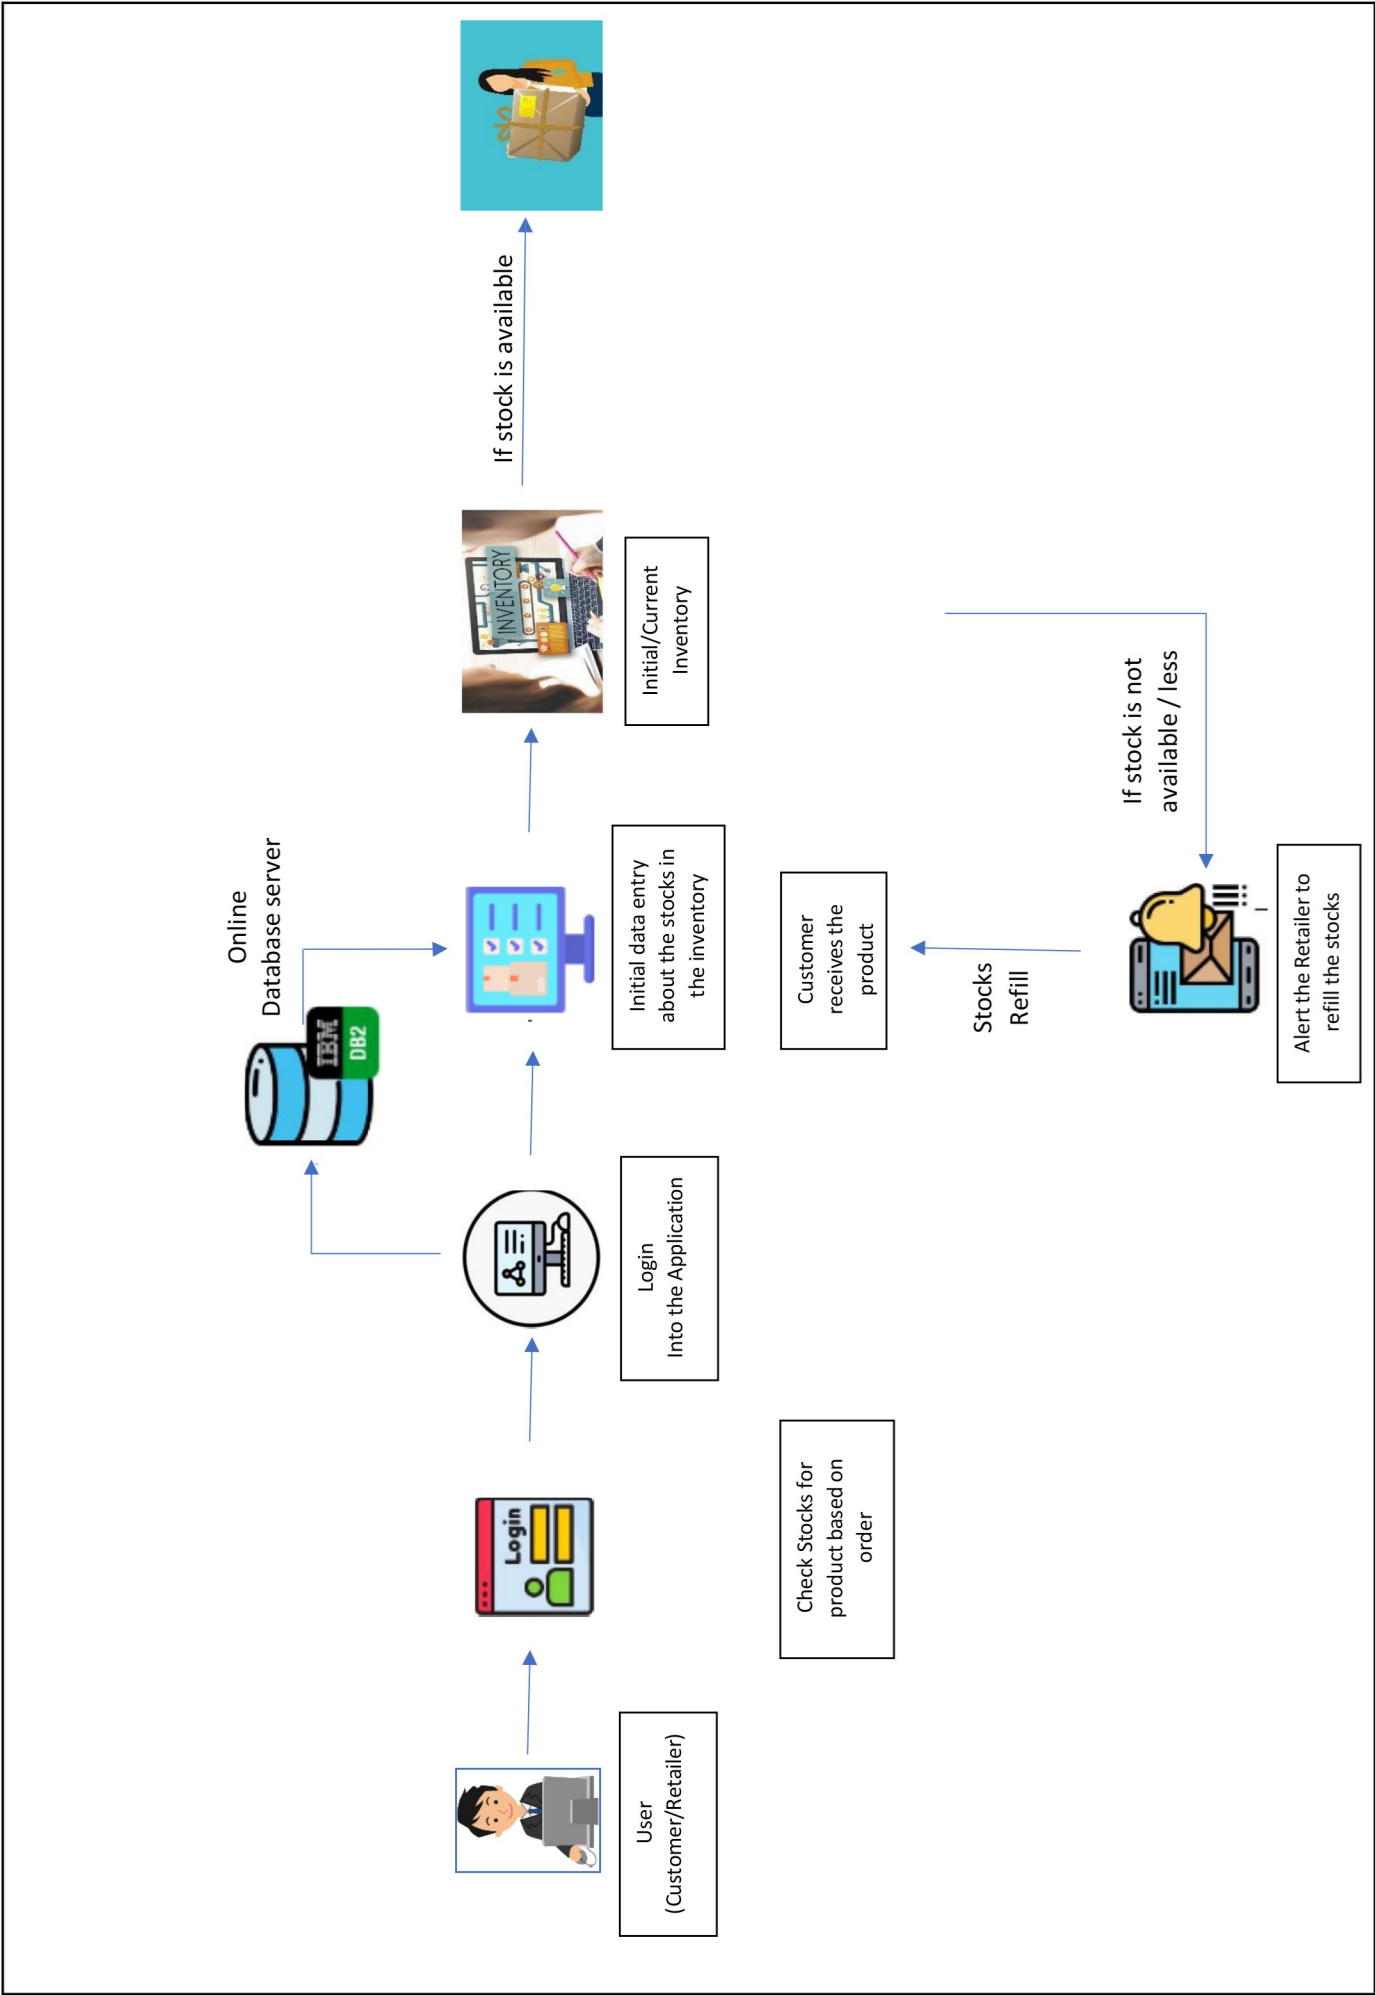 Online
Database server
IBM
DB2
Login
INVENTORY
If stock is available
User
(Customer/Retailer)
Login
Into the Application
Initial data entry
about the stocks in
the inventory
Initial/Current
Inventory
Check Stocks for
product based on
order
Customer
receives the
product
Stocks
Refill
If stock is not
available / less
Alert the Retailer to
refill the stocks